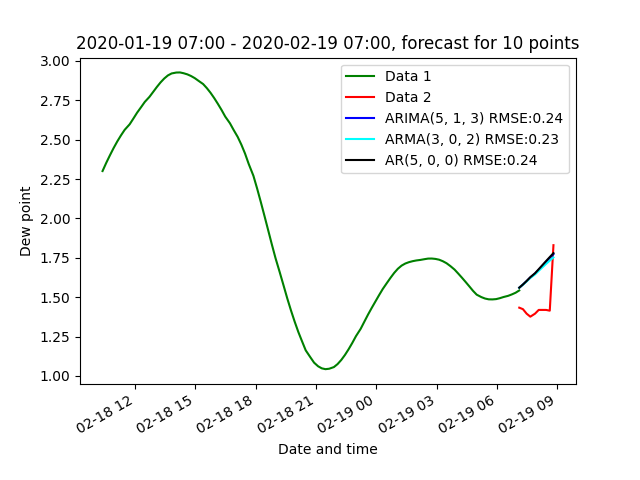 2020-01-19 07:00 - 2020-02-19 07:00, forecast for 10 points
Dew point
3.00
2.75
2.50
2.25
2.00
1.75
1.50
1.25
1.00
Data 1
Data 2
ARIMA(5, 1, 3) RMSE:0.24
ARMA(3, 0, 2) RMSE:0.23
AR(5, 0, 0) RMSE:0.24
02-18 12
02-18 15
02-18 18
02-18 21
02-19 00
02-19 03
02-19 06
02-19 09
Date and time